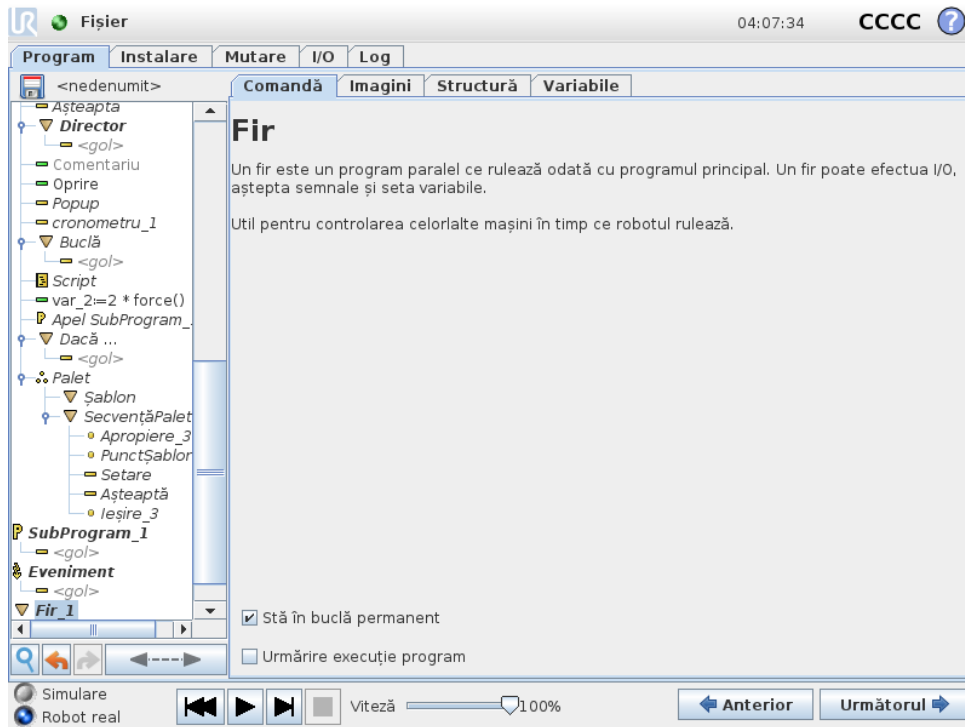 Fișier
04:07:34
CCCC
?
Program
Instalare
Mutare
I/O
Log
<nedenumit>
Comandă
Imagini
Structură
Variabile
Așteaptă
Director
<gol>
Comentariu
Oprire
Popup
cronometru_1
Buclă
<gol>
Script
var_2:=2 * force()
Apel SubProgram_
Dacă ...
<gol>
Palet
Șablon
SecvențăPalet
Apropiere_3
PunctȘablon
Setare
Așteaptă
Ieșire_3
SubProgram_1
<gol>
Eveniment
<gol>
Fir_1
Fir
Un fir este un program paralel ce rulează odată cu programul principal. Un fir poate efectua I/O,
aștepta semnale și seta variabile.
Util pentru controlarea celorlalte mașini în timp ce robotul rulează.
Stă în buclă permanent
Urmărire execuție program
Simulare
Robot real
Viteză
100%
Anterior
Următorul